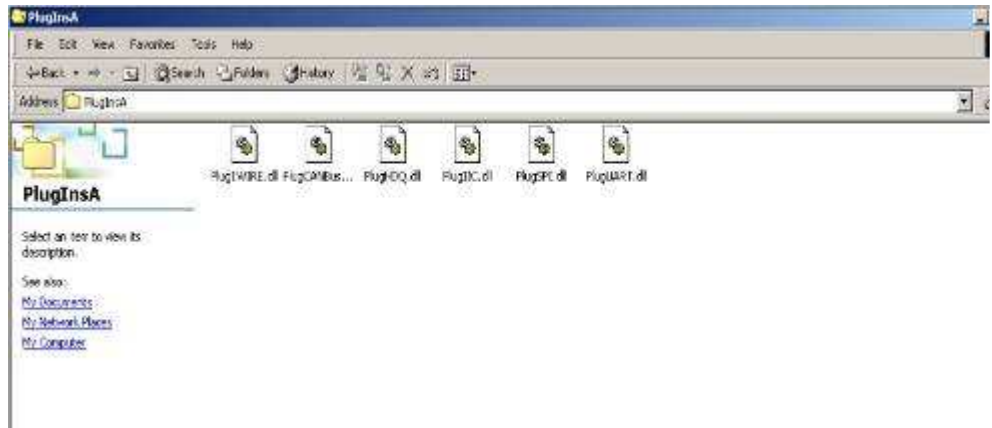 PlugInsA
File Edit View Favorites Tools Help
Back Search Folders History
Address PlugInsA
Plug1WIRE.dll PlugCANBus... PlugHDQ.dll PlugIIC.dll PlugSPI.dll PlugUART.dll
PlugInsA
Select an item to view its
description.
See also:
My Documents
My Network Places
My Computer